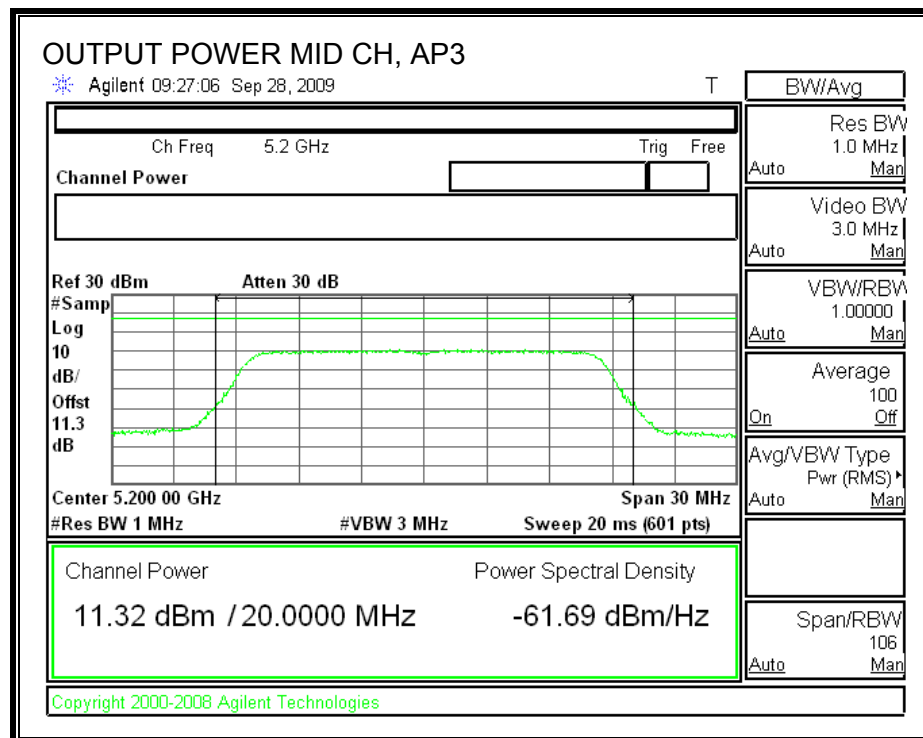 OUTPUT POWER MID CH, AP3
Agilent 09:27:06 Sep 28, 2009 T
Ch Freq 5.2 GHz Trig Free
Channel Power
Ref 30 dBm Atten 30 dB
#Samp
Log
10
dB/
Offst
11.3
dB
Center 5.200 00 GHz Span 30 MHz
#Res BW 1 MHz #VBW 3 MHz Sweep 20 ms (601 pts)
Channel Power Power Spectral Density
11.32 dBm / 20.0000 MHz -61.69 dBm/Hz
Copyright 2000-2008 Agilent Technologies
BW/Avg
Res BW
1.0 MHz
Auto Man
Video BW
3.0 MHz
Auto Man
VBW/RBW
1.00000
Auto Man
Average
100
On Off
Avg/VBW Type
Pwr (RMS)
Auto Man
Span/RBW
106
Auto Man